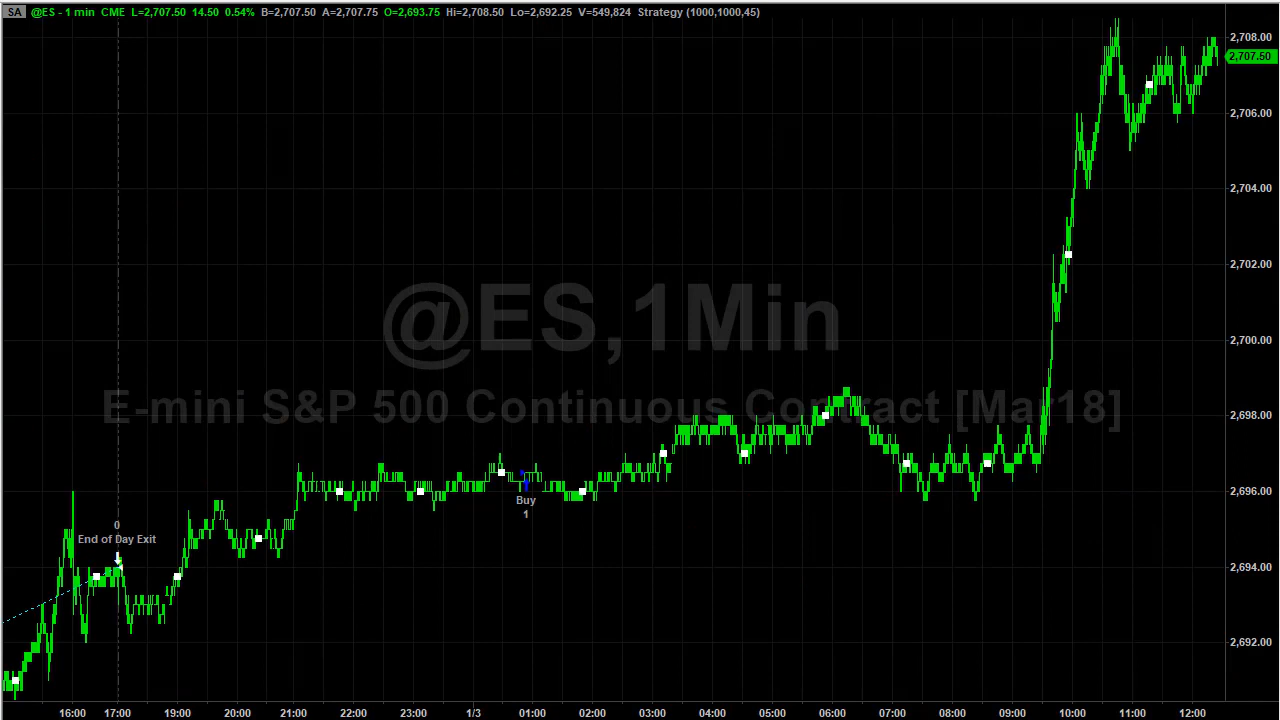 SA @ES - 1 min CME L=2,707.50 14.50 0.54% B=2,707.50 A=2,707.75 O=2,693.75 Hi=2,708.50 Lo=2,692.25 V=549,824 Strategy (1000,1000,45)
2,708.00
2,707.50
2,706.00
2,704.00
2,702.00
2,700.00
2,698.00
2,696.00
2,694.00
2,692.00
@ES,1Min
E-mini S&P 500 Continuous Contract [Mar18]
Buy
1
0
End of Day Exit
16:00 17:00 19:00 20:00 21:00 22:00 23:00 1/3 01:00 02:00 03:00 04:00 05:00 06:00 07:00 08:00 09:00 10:00 11:00 12:00